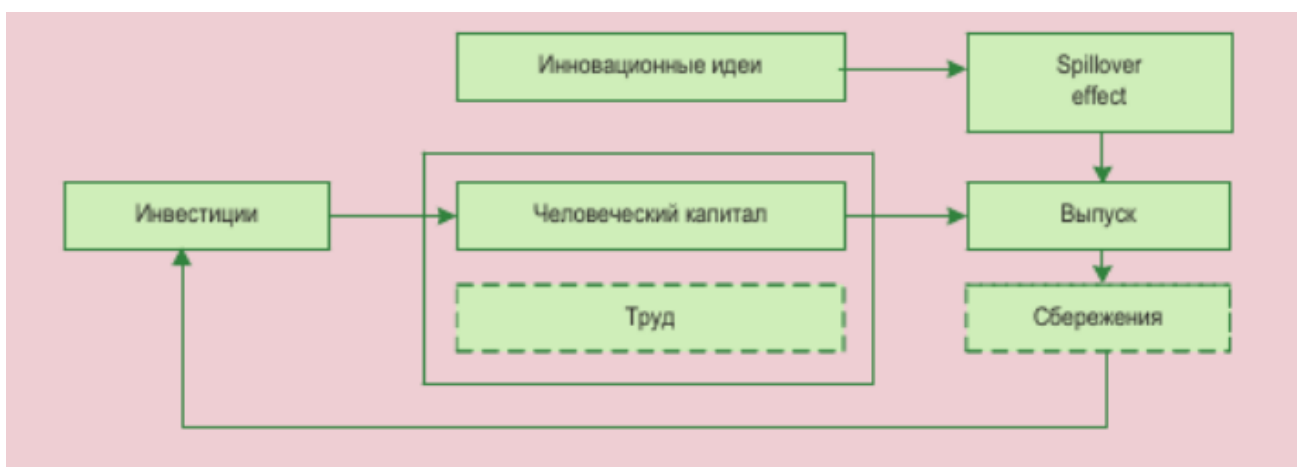 Инновационные идеи
Spillover
effect
Инвестиции
Человеческий капитал
Выпуск
Труд
Сбережения